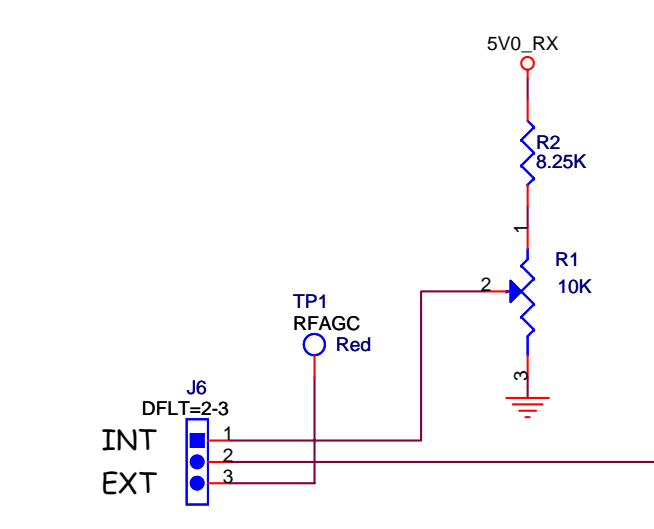 5V0_RX
R2
8.25K
1
R1
10K
2
TP1
RFAGC
Red
3
J6
DFLT=2-3
INT
1
2
EXT
3